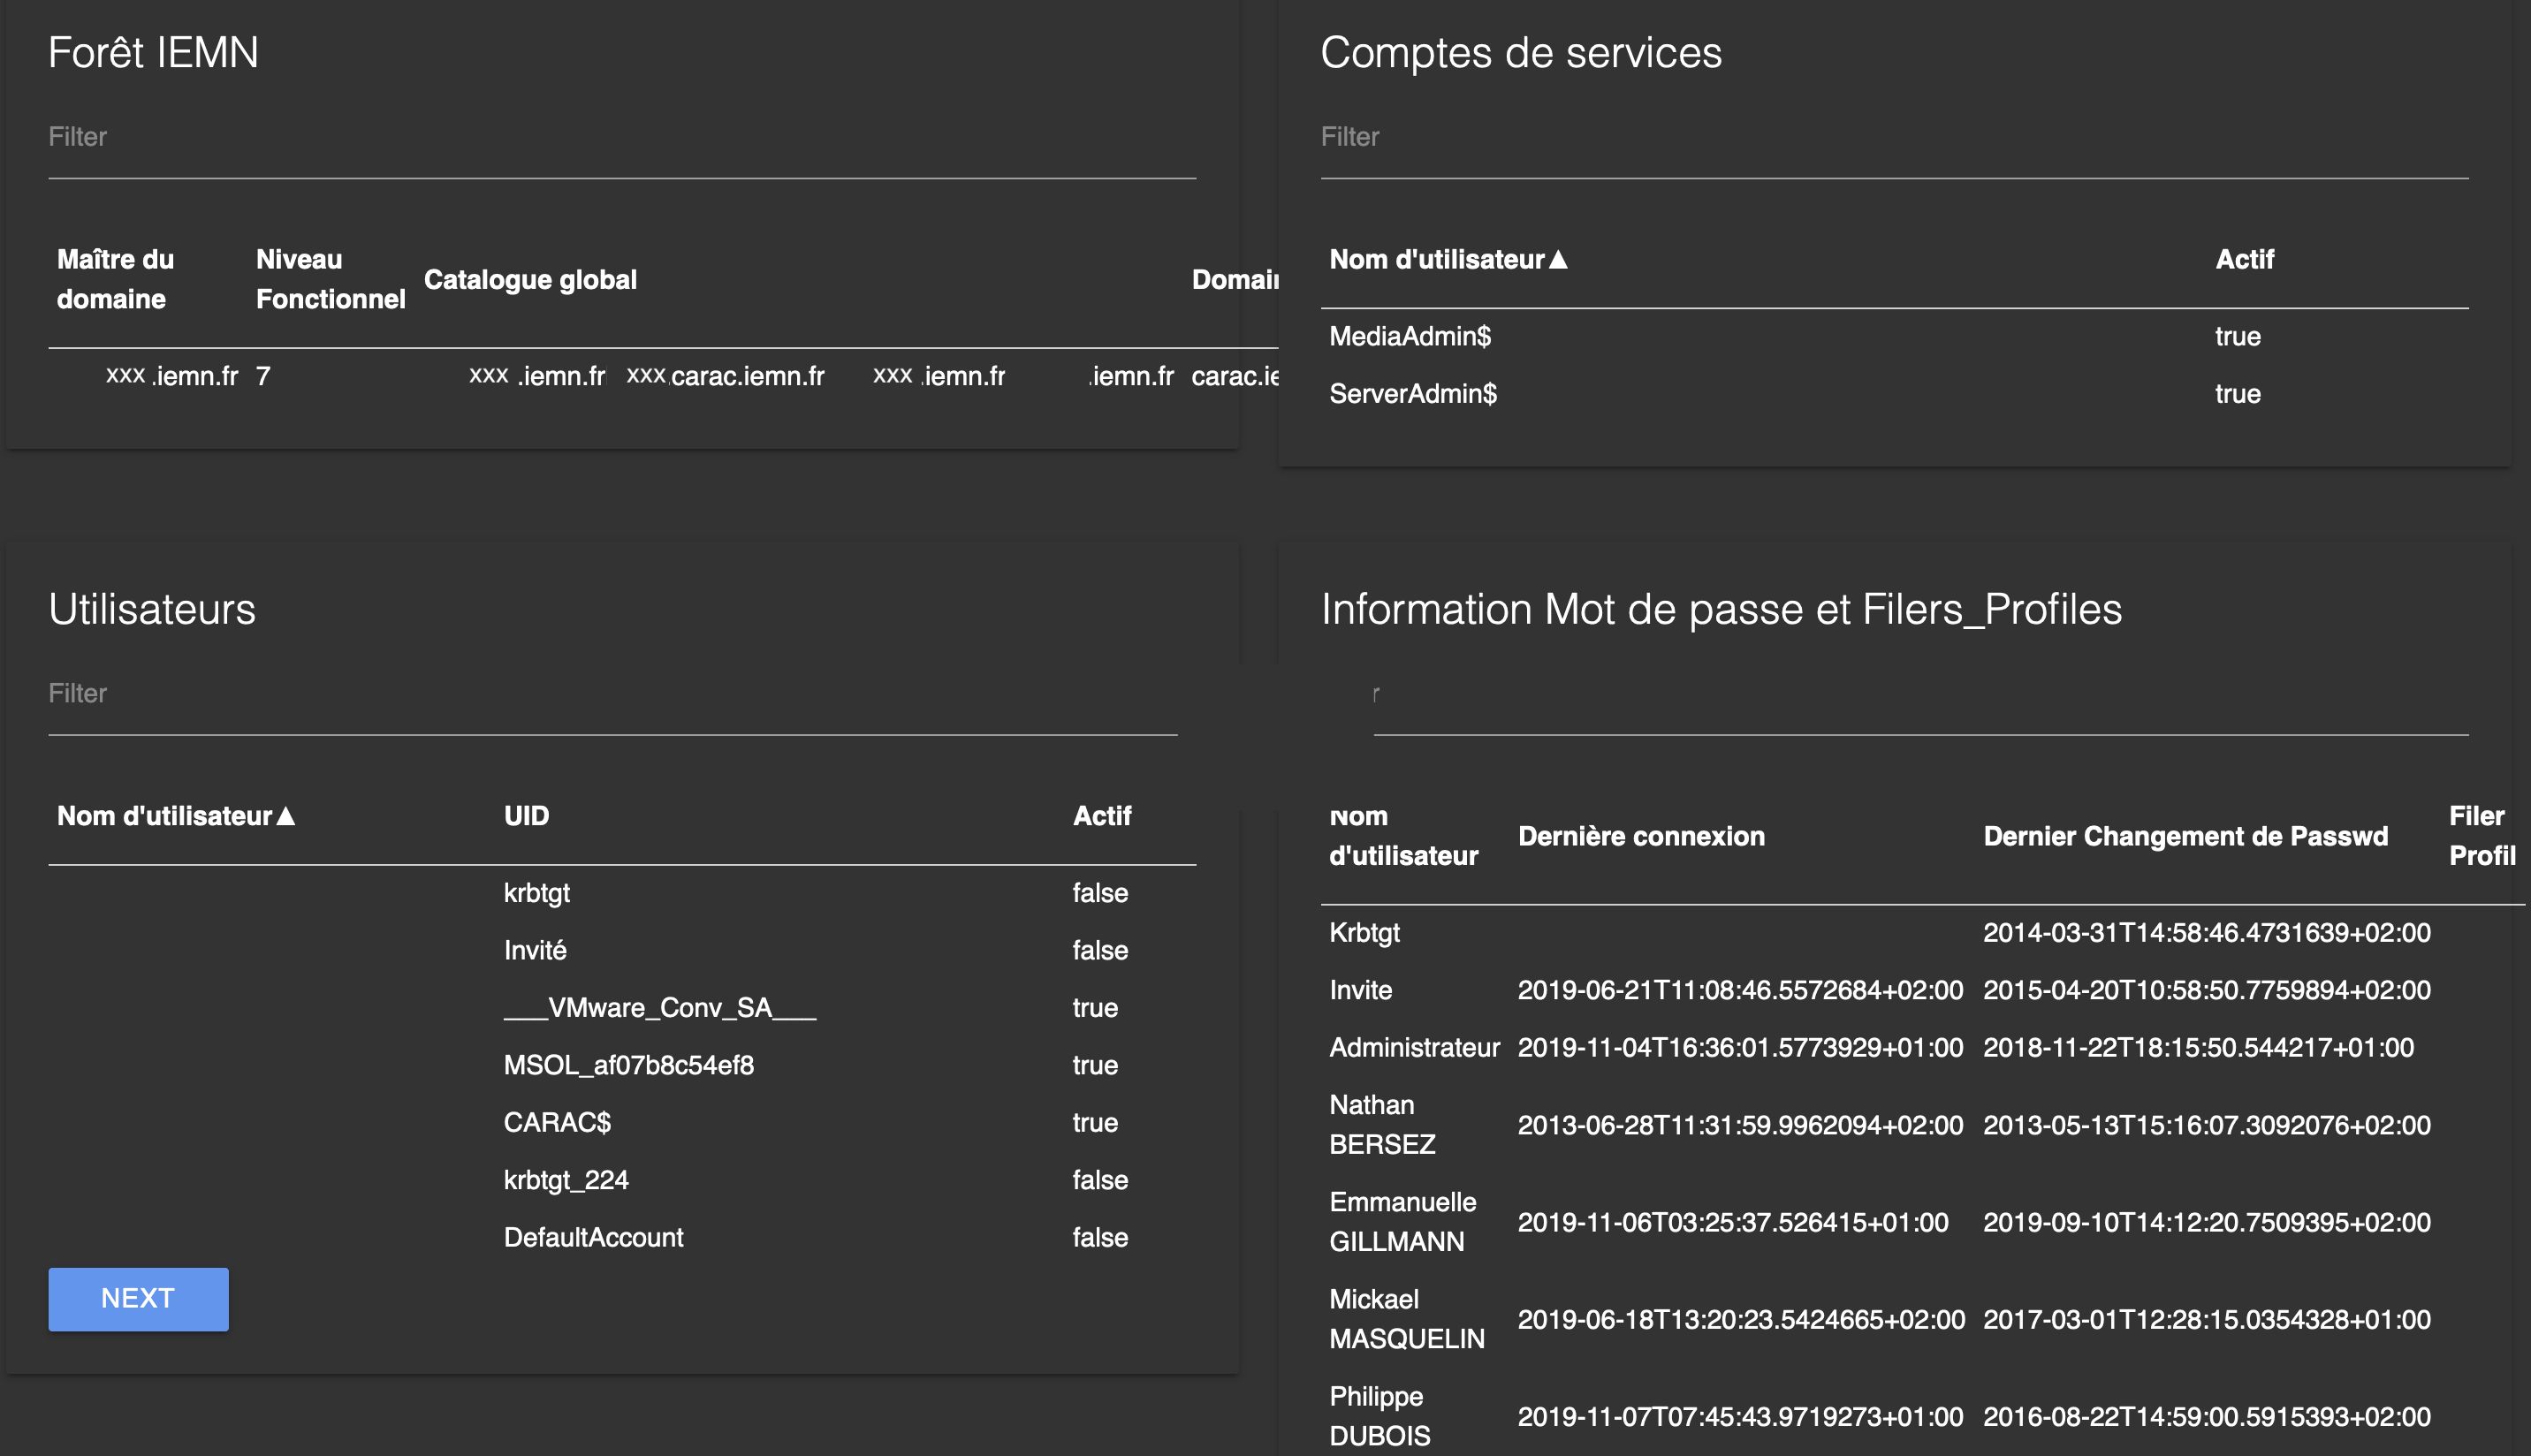 Forêt IEMN
Filter
Maître du domaine Niveau Fonctionnel Catalogue global Domain
xxx .iemn.fr 7 xxx .iemn.fr xxx.carac.iemn.fr xxx .iemn.fr .iemn.fr carac.ie
Comptes de services
Filter
Nom d'utilisateur▲ Actif
MediaAdmin$ true
ServerAdmin$ true
Utilisateurs
Filter
Nom d'utilisateur▲ UID Actif
krbtgt false
Invité false
___VMware_Conv_SA___ true
MSOL_af07b8c54ef8 true
CARAC$ true
krbtgt_224 false
DefaultAccount false
NEXT
Information Mot de passe et Filers_Profiles
r
Nom d'utilisateur Dernière connexion Dernier Changement de Passwd Filer Profil
Krbtgt 2014-03-31T14:58:46.4731639+02:00
Invite 2019-06-21T11:08:46.5572684+02:00 2015-04-20T10:58:50.7759894+02:00
Administrateur 2019-11-04T16:36:01.5773929+01:00 2018-11-22T18:15:50.544217+01:00
Nathan BERSEZ 2013-06-28T11:31:59.9962094+02:00 2013-05-13T15:16:07.3092076+02:00
Emmanuelle GILLMANN 2019-11-06T03:25:37.526415+01:00 2019-09-10T14:12:20.7509395+02:00
Mickael MASQUELIN 2019-06-18T13:20:23.5424665+02:00 2017-03-01T12:28:15.0354328+01:00
Philippe DUBOIS 2019-11-07T07:45:43.9719273+01:00 2016-08-22T14:59:00.5915393+02:00